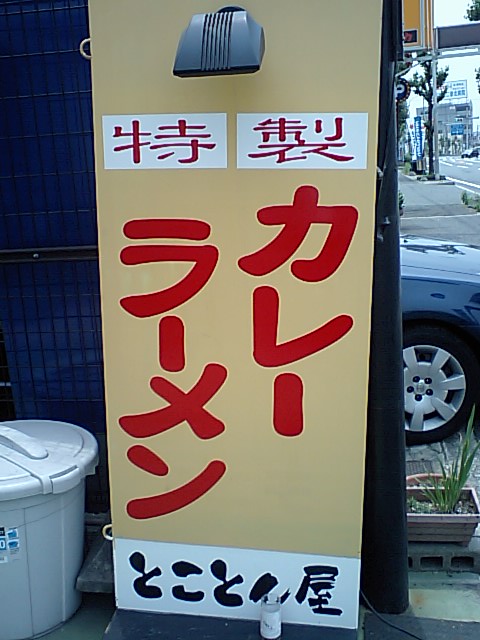 特製
カレー
ラーメン
とことん屋